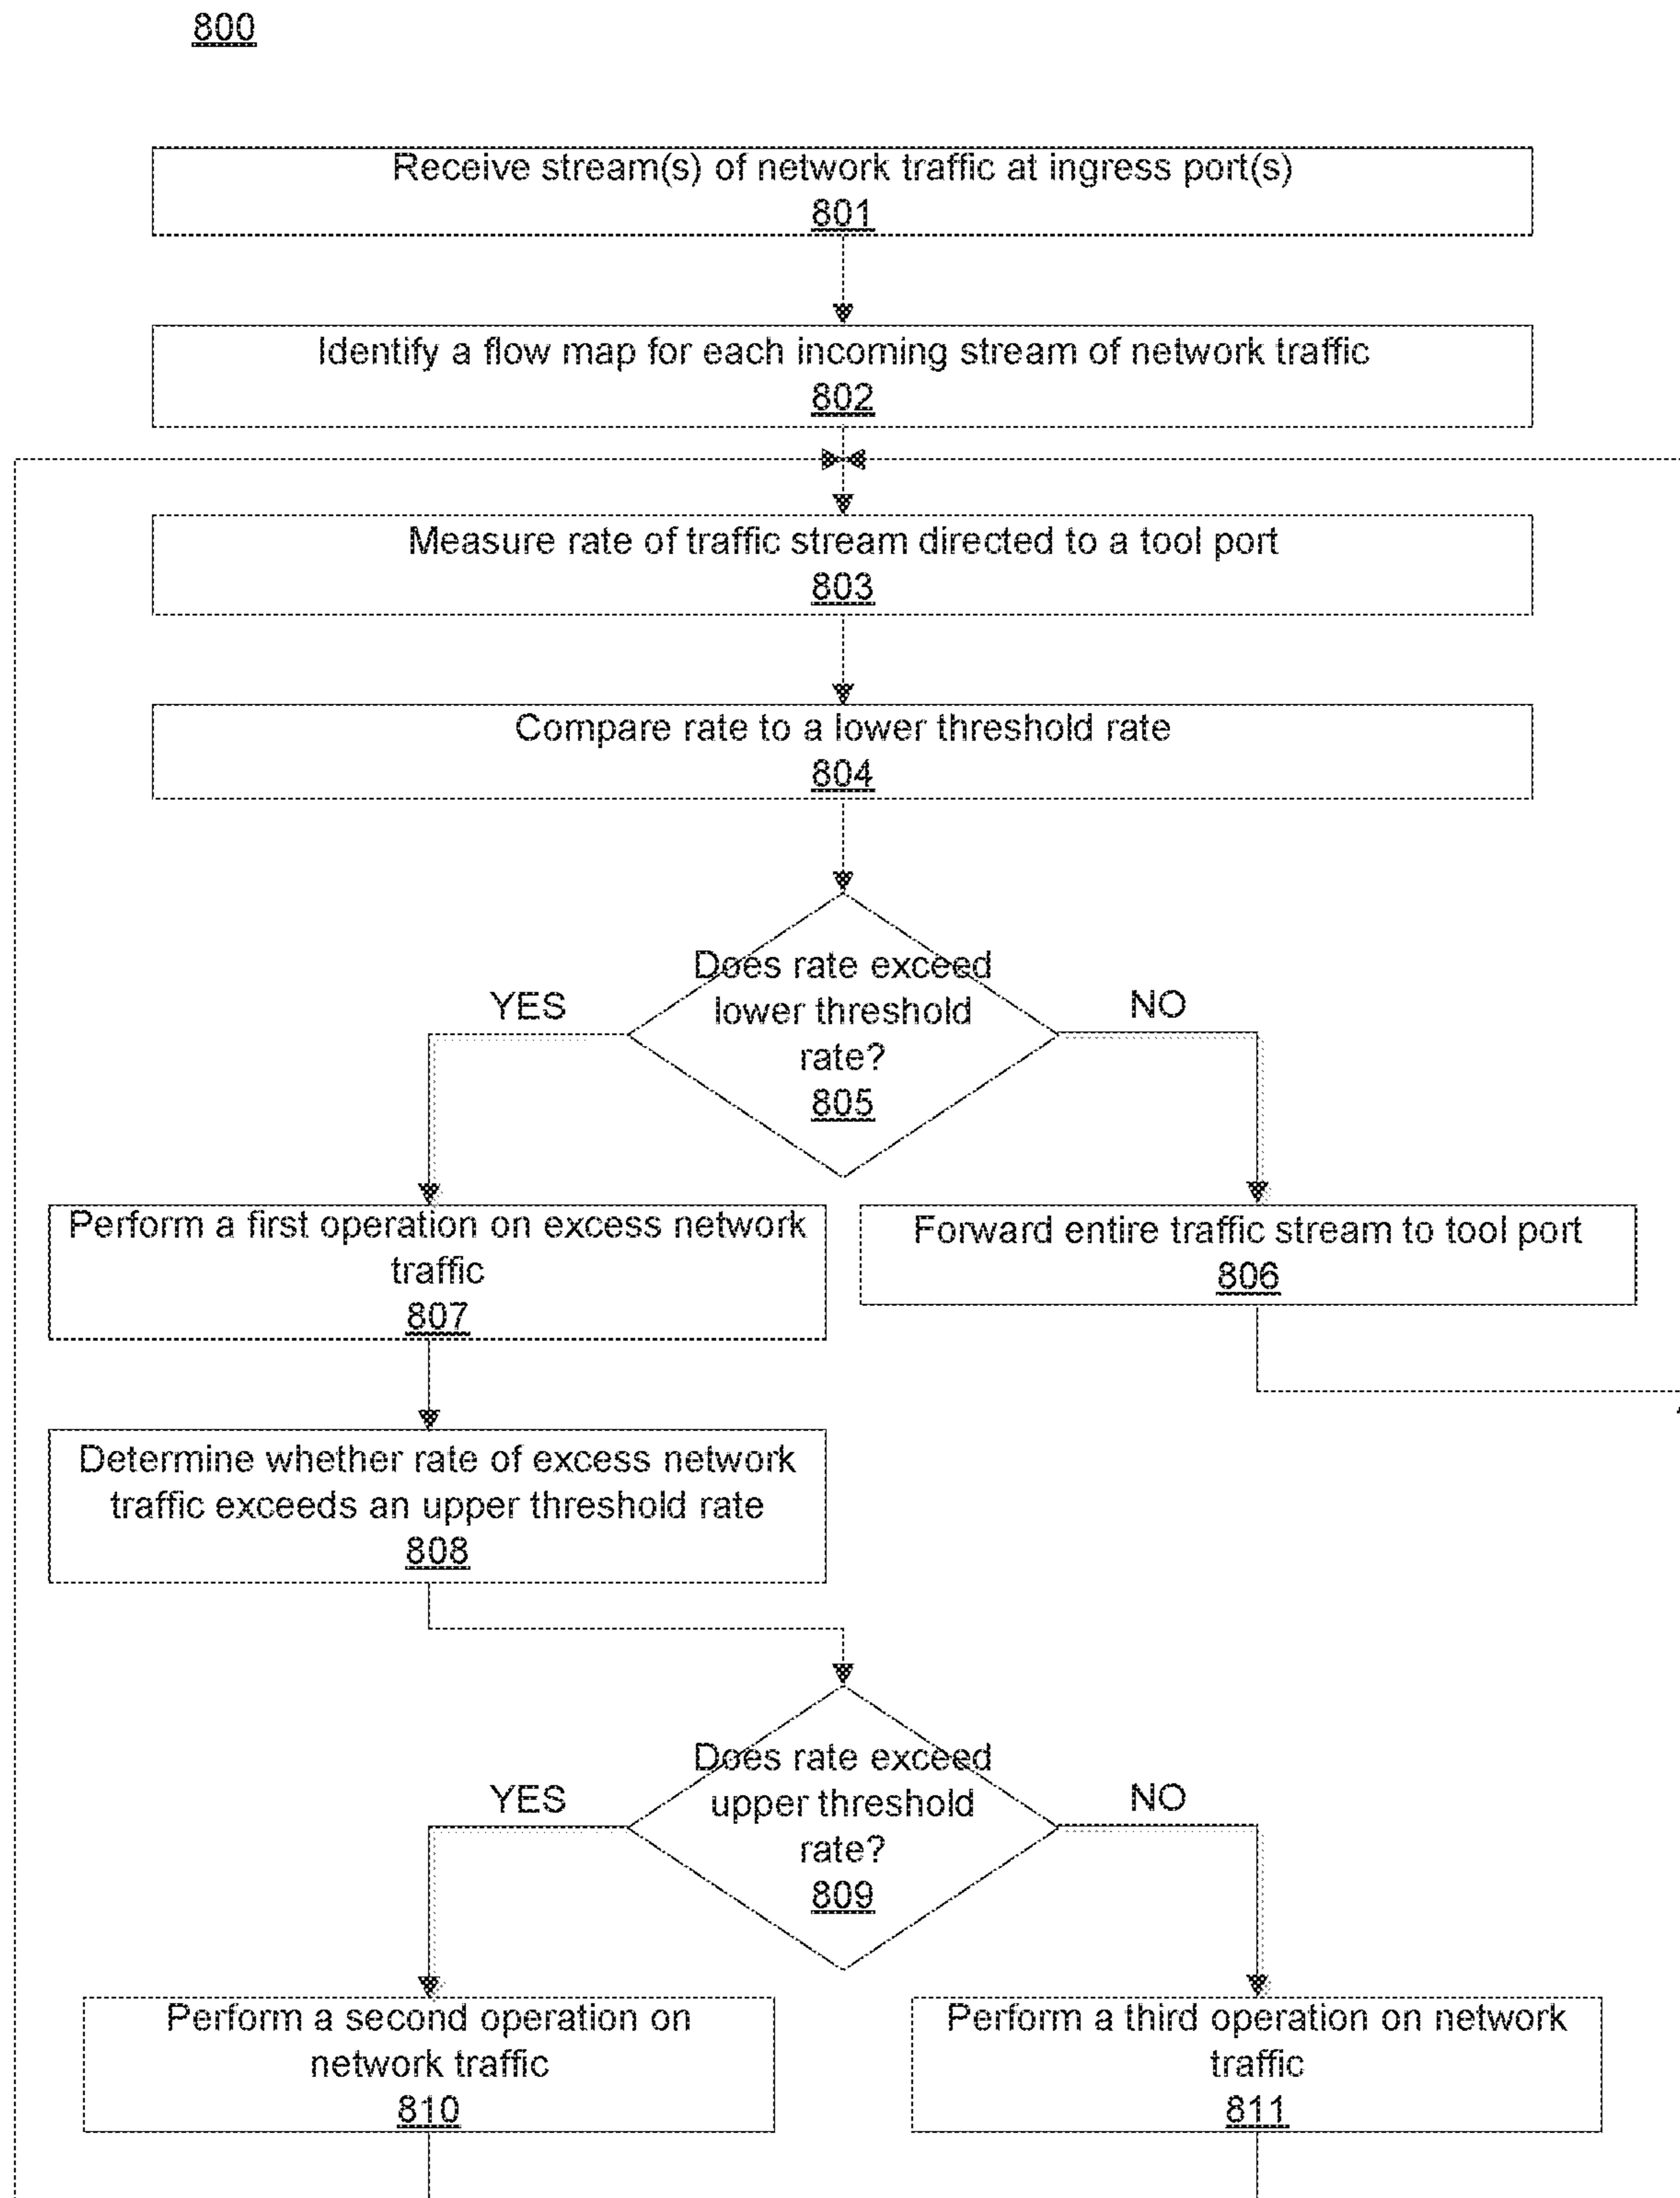 800
Receive stream(s) of network traffic at ingress port(s)
801
Identify a flow map for each incoming stream of network traffic
802
Measure rate of traffic stream directed to a tool port
803
Compare rate to a lower threshold rate
804
Does rate exceed
lower threshold
rate?
805
YES
NO
Perform a first operation on excess network
traffic
807
Forward entire traffic stream to tool port
806
Determine whether rate of excess network
traffic exceeds an upper threshold rate
808
Does rate exceed
upper threshold
rate?
809
YES
NO
Perform a second operation on
network traffic
810
Perform a third operation on network
traffic
811